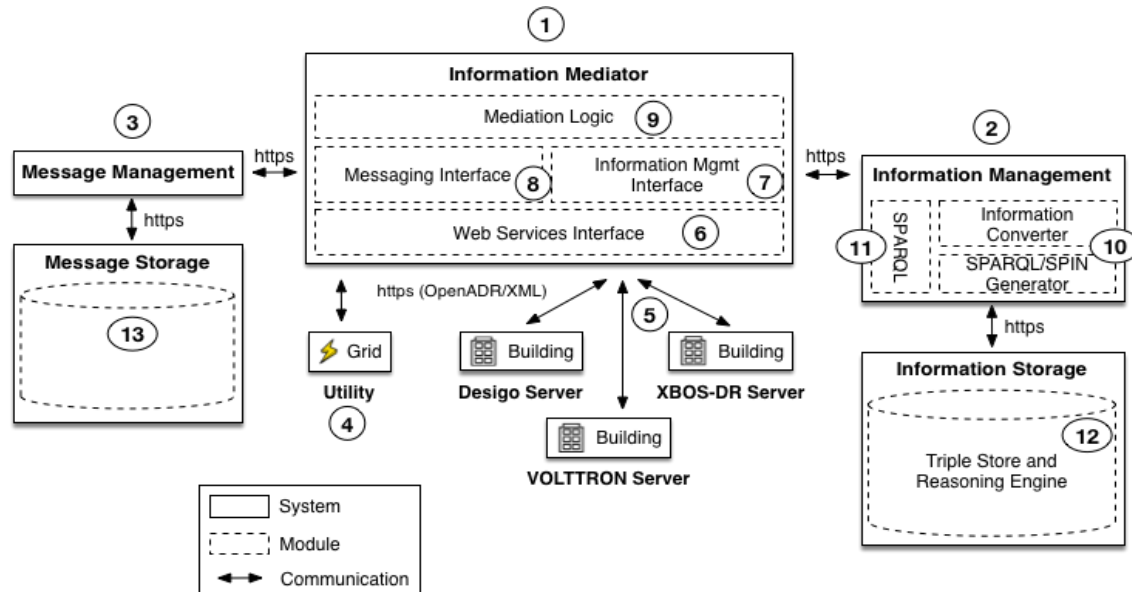 1
Information Mediator
Mediation Logic
9
3
2
Message Management
https
Messaging Interface
8
Information Mgmt
Interface
7
https
Information Management
https
Web Services Interface
6
SPARQL
11
Information
Converter
10
SPARQL/SPIN
Generator
Message Storage
13
https (OpenADR/XML)
5
https
Grid
Building
Building
Utility
Desigo Server
XBOS-DR Server
4
Building
VOLTTRON Server
Information Storage
12
Triple Store and
Reasoning Engine
System
Module
Communication